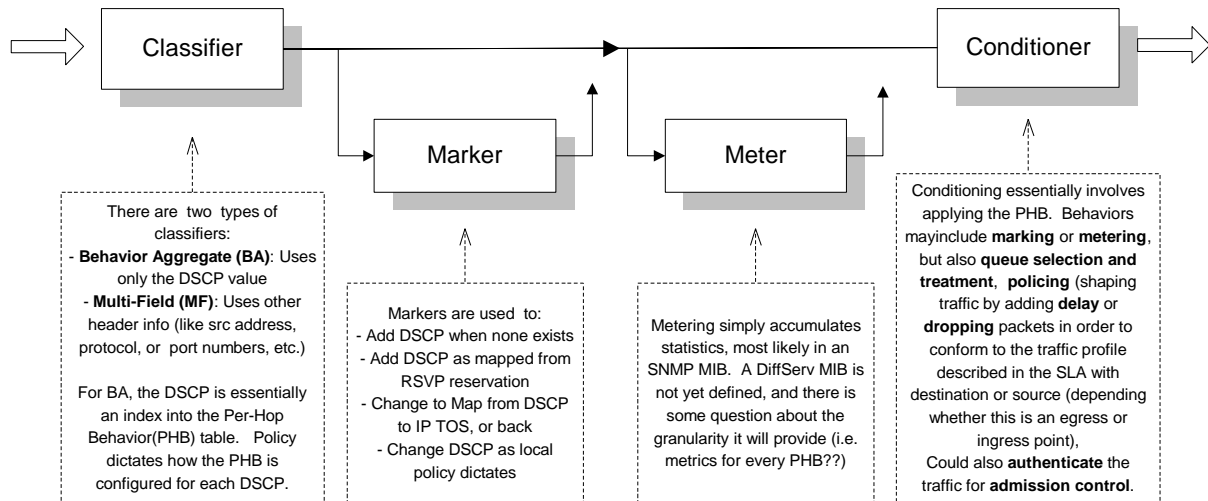 Classifier
Conditioner
Marker
Meter
There are two types of
classifiers:
- Behavior Aggregate (BA): Uses
only the DSCP value
- Multi-Field (MF): Uses other
header info (like src address,
protocol, or port numbers, etc.)
For BA, the DSCP is essentially
an index into the Per-Hop
Behavior(PHB) table. Policy
dictates how the PHB is
configured for each DSCP.
Markers are used to:
- Add DSCP when none exists
- Add DSCP as mapped from
RSVP reservation
- Change to Map from DSCP
to IP TOS, or back
- Change DSCP as local
policy dictates
Metering simply accumulates
statistics, most likely in an
SNMP MIB. A DiffServ MIB is
not yet defined, and there is
some question about the
granularity it will provide (i.e.
metrics for every PHB??)
Conditioning essentially involves
applying the PHB. Behaviors
mayinclude marking or metering,
but also queue selection and
treatment, policing (shaping
traffic by adding delay or
dropping packets in order to
conform to the traffic profile
described in the SLA with
destination or source (depending
whether this is an egress or
ingress point),
Could also authenticate the
traffic for admission control.